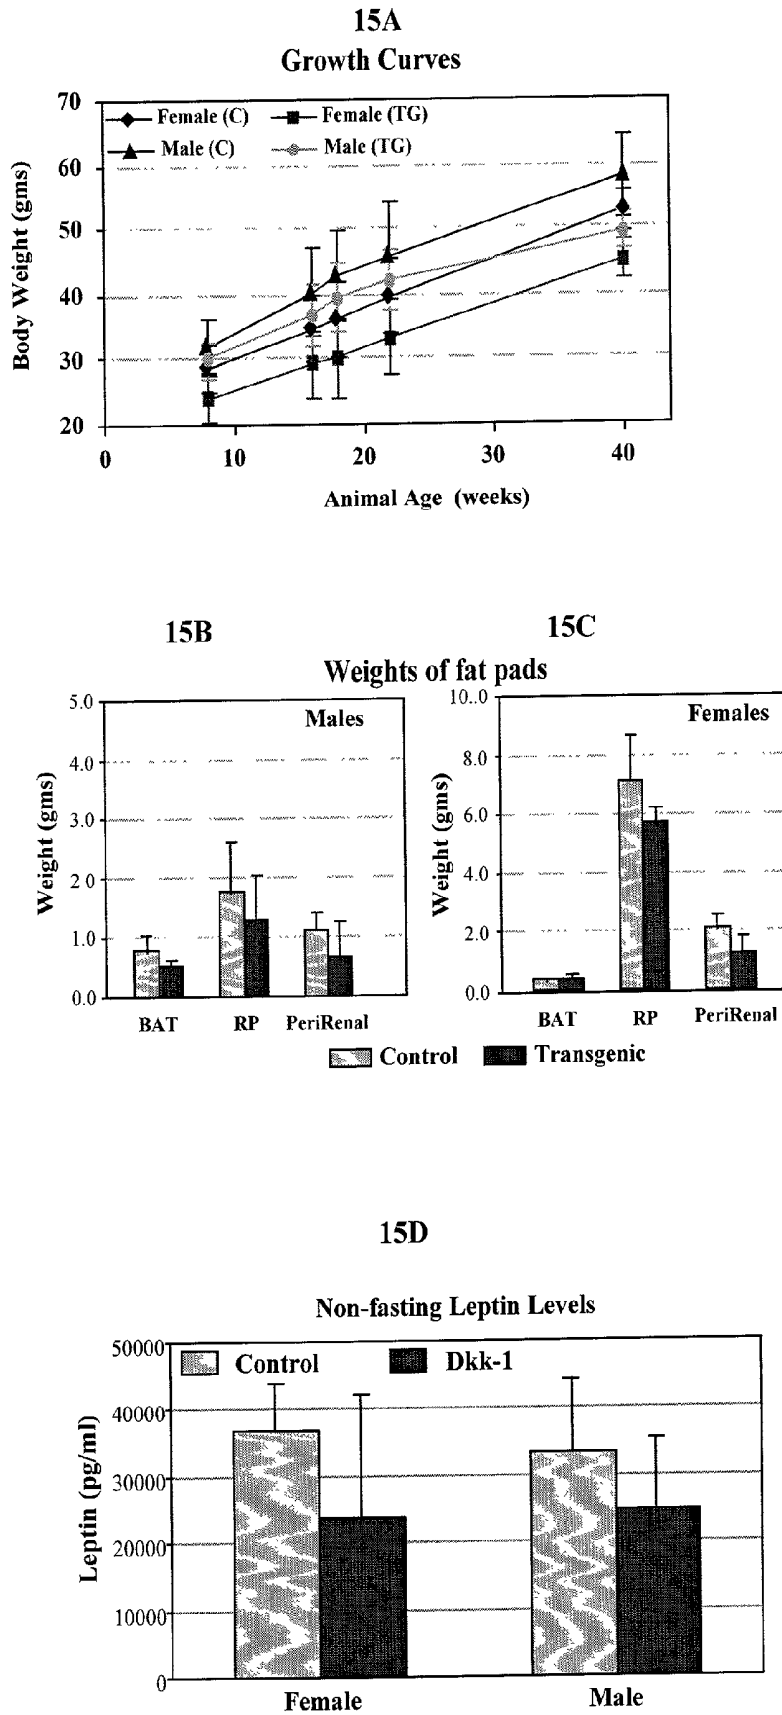 15A
Growth Curves
70
Female (C) Female (TG)
Male (C) Male (TG)
60
50
40
30
20
Body Weight (gms)
0 10 20 30 40
Animal Age (weeks)
15B
15C
Weights of fat pads
5.0
Males
4.0
3.0
2 0
1.0
0.0
Weight (gms)
BAT RP PeriRenal
10..0
Females
8.0
6.0
4.0
2.0
0.0
Weight (gms)
BAT RP PeriRenal
Control Transgenic
15D
Non-fasting Leptin Levels
50000
Control Dkk-1
40000
30000
20000
10000
0
Leptin (pg/ml)
Female Male